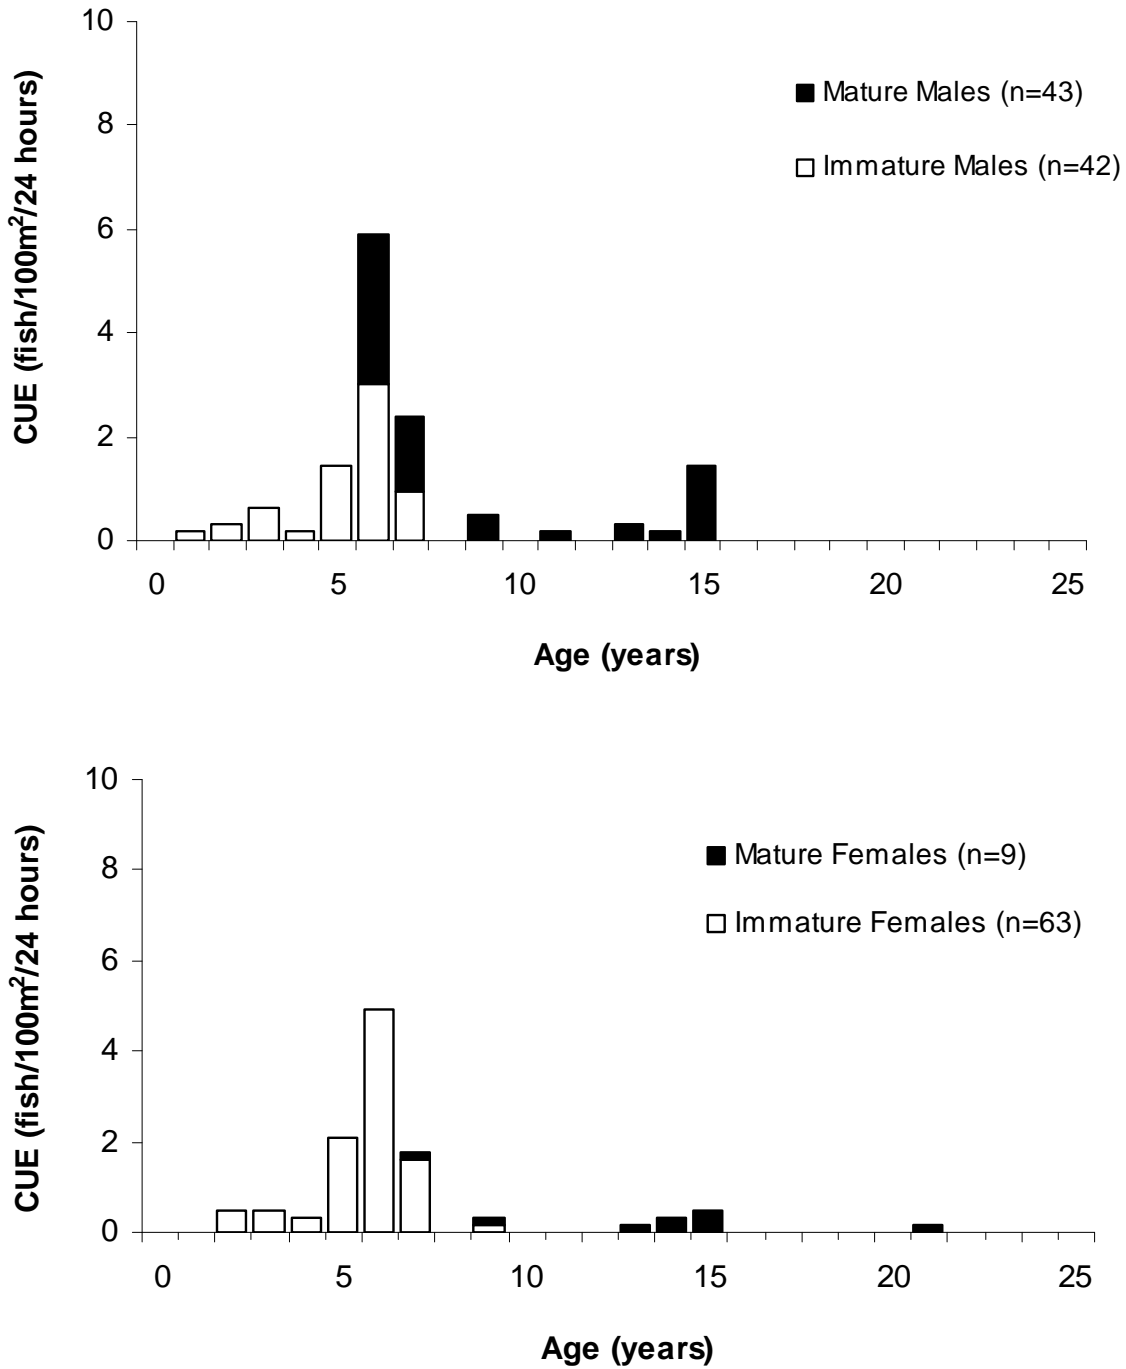 10
8
6
4
2
0
CUE (fish/100m²/24 hours)
Mature Males (n=43)
Immature Males (n=42)
0 5 10 15 20 25
Age (years)
10
8
6
4
2
0
CUE (fish/100m²/24 hours)
Mature Females (n=9)
Immature Females (n=63)
0 5 10 15 20 25
Age (years)